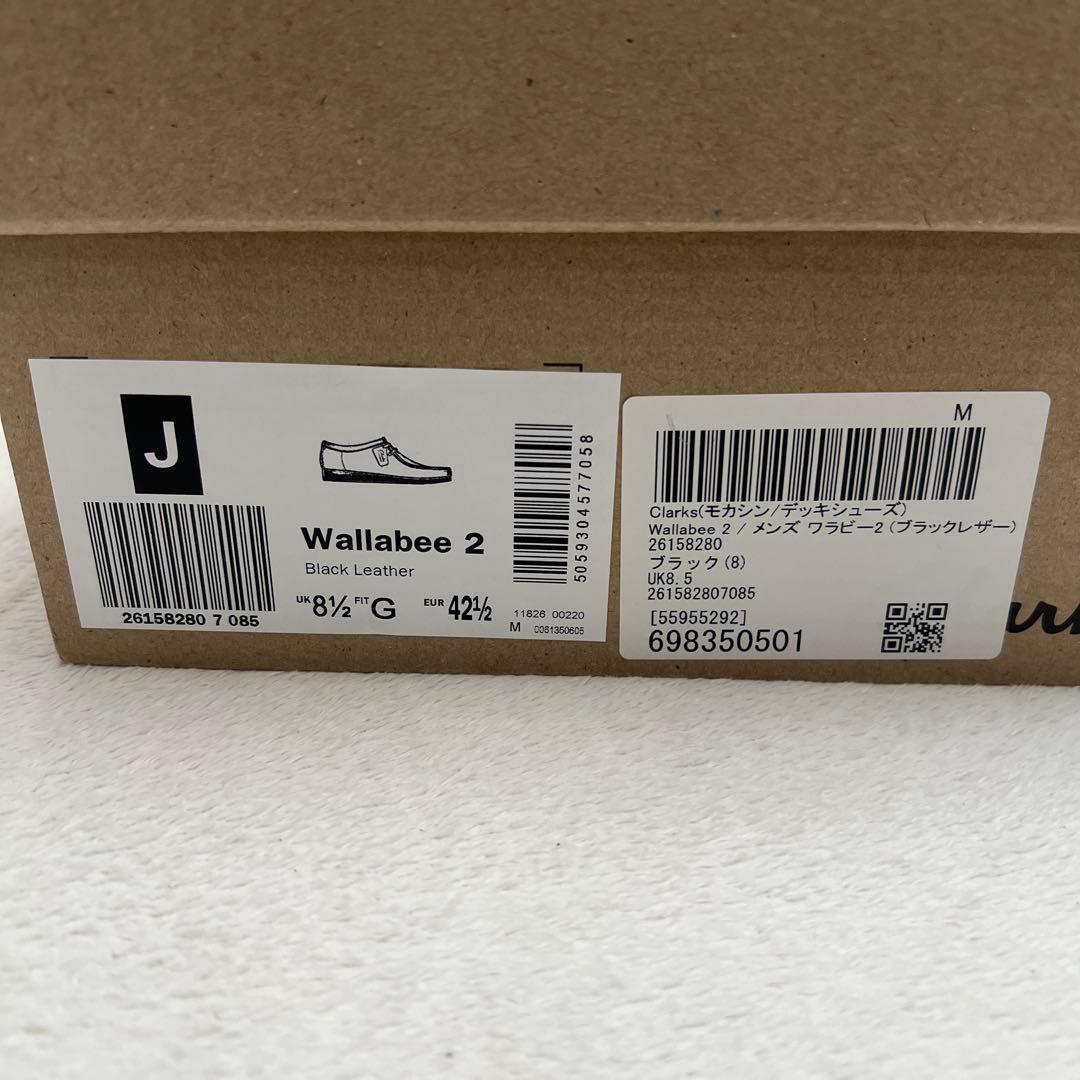 J
26158280 7 085
Wallabee 2
Black Leather
UK 8½ FIT G EUR 42½
5059304577058
11826 00220
M 0061350605
M
Clarks(モカシン/デッキシューズ)
Wallabee 2 / メンズ ワラビー2 (ブラックレザー)
26158280
ブラック(8)
UK8.5
261582807085
[55955292]
698350501